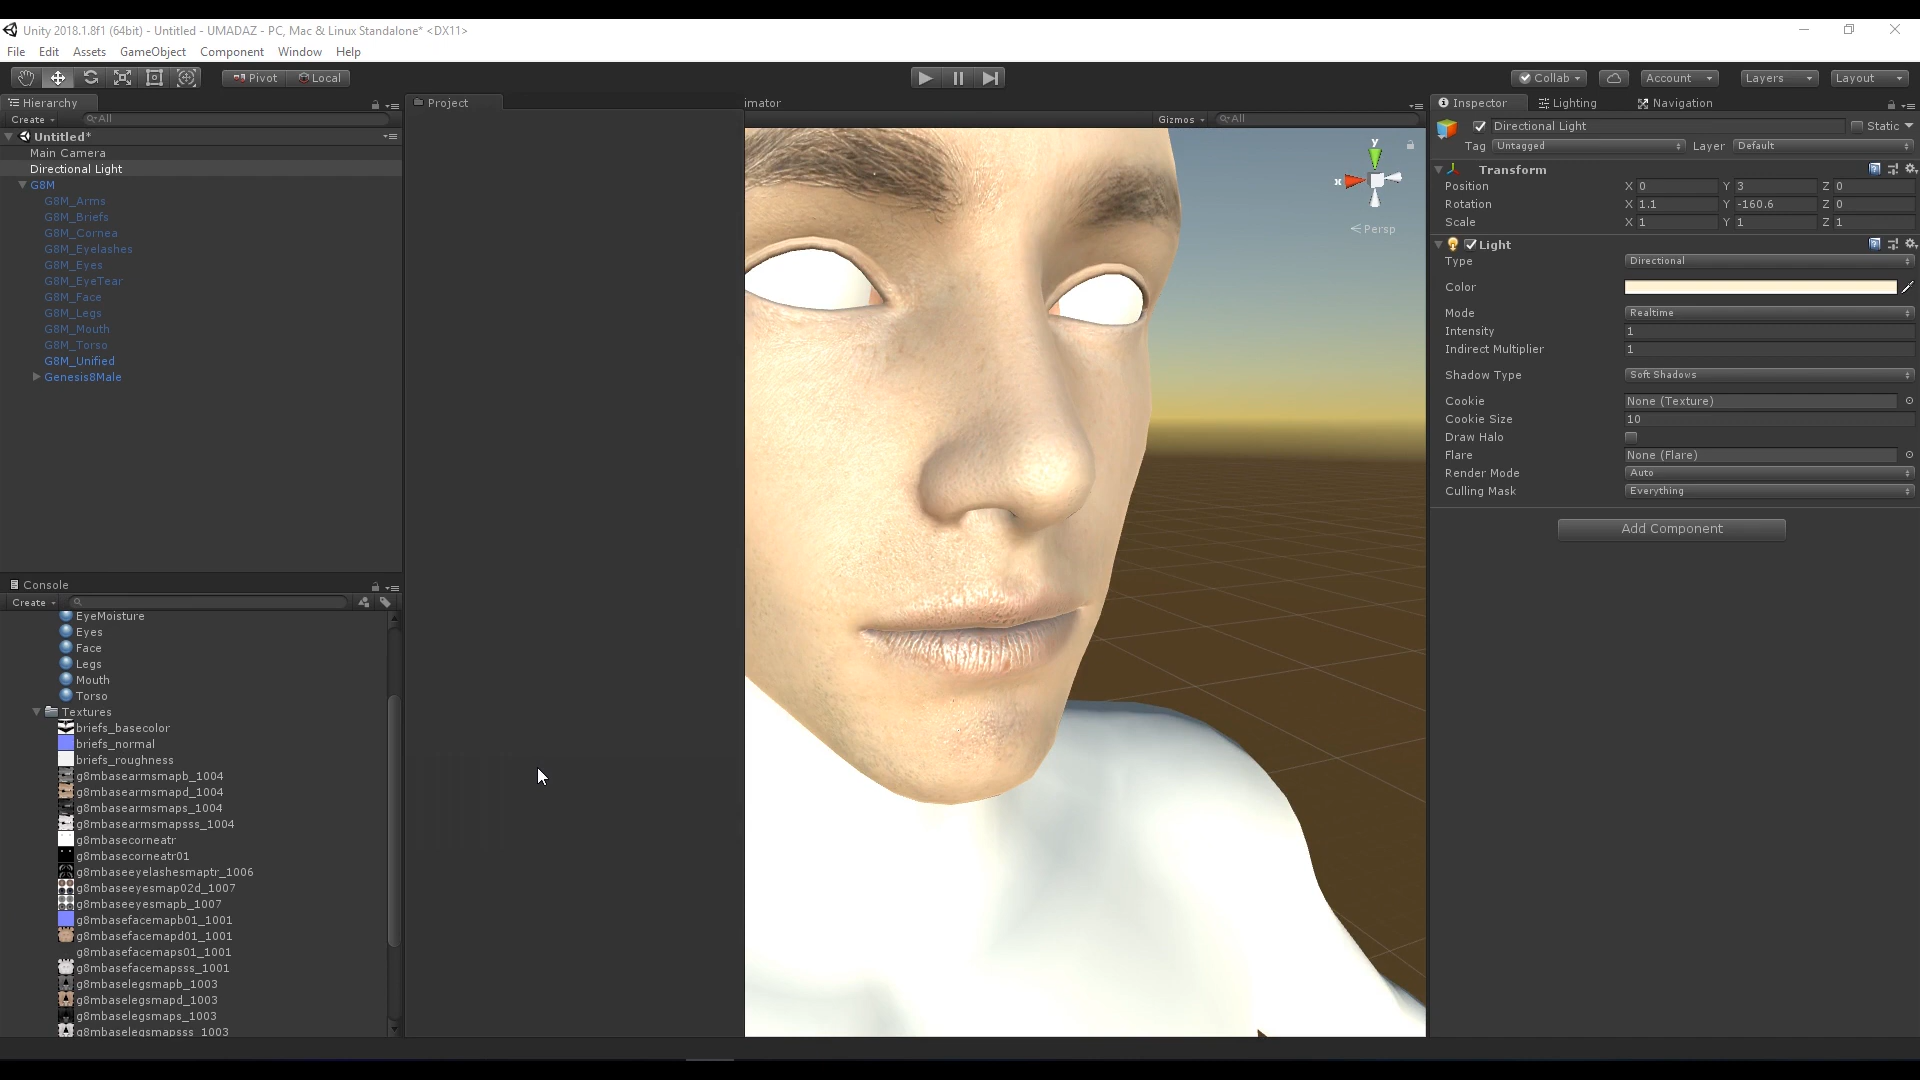 Unity 2018.1.8f1 (64bit) - Untitled - UMADAZ - PC, Mac & Linux Standalone* <DX11>
File Edit Assets GameObject Component Window Help
Pivot Local Collab Account Layers Layout
Hierarchy
Create All
Untitled*
Main Camera
Directional Light
G8M
G8M_Arms
G8M_Briefs
G8M_Cornea
G8M_Eyelashes
G8M_Eyes
G8M_EyeTear
G8M_Face
G8M_Legs
G8M_Mouth
G8M_Torso
G8M_Unified
Genesis8Male
Console
Create
EyeMoisture
Eyes
Face
Legs
Mouth
Torso
Textures
briefs_basecolor
briefs_normal
briefs_roughness
g8mbasearmsmapb_1004
g8mbasearmsmapd_1004
g8mbasearmsmaps_1004
g8mbasearmsmapsss_1004
g8mbasecorneatr
g8mbasecorneatr01
g8mbaseeyelashesmaptr_1006
g8mbaseeyesmap02d_1007
g8mbaseeyesmapb_1007
g8mbasefacemapb01_1001
g8mbasefacemapd01_1001
g8mbasefacemaps01_1001
g8mbasefacemapsss_1001
g8mbaselegsmapb_1003
g8mbaselegsmapd_1003
g8mbaselegsmaps_1003
g8mbaselegsmapsss_1003
Project
imator
Gizmos All
y
x
Persp
Inspector Lighting Navigation
Directional Light Static
Tag Untagged Layer Default
Transform
Position X 0 Y 3 Z 0
Rotation X 1.1 Y -160.6 Z 0
Scale X 1 Y 1 Z 1
Light
Type Directional
Color
Mode Realtime
Intensity 1
Indirect Multiplier 1
Shadow Type Soft Shadows
Cookie None (Texture)
Cookie Size 10
Draw Halo
Flare None (Flare)
Render Mode Auto
Culling Mask Everything
Add Component